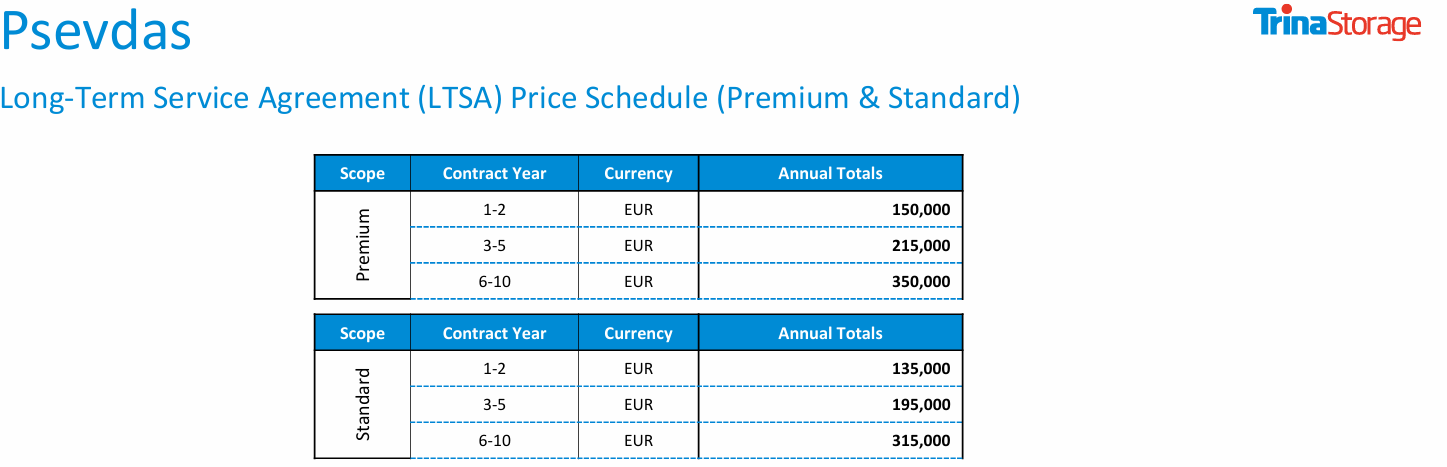 Psevdas
TrinaStorage
Long-Term Service Agreement (LTSA) Price Schedule (Premium & Standard)
Scope Contract Year Currency Annual Totals
Premium
1-2 EUR 150,000
3-5 EUR 215,000
6-10 EUR 350,000
Scope Contract Year Currency Annual Totals
Standard
1-2 EUR 135,000
3-5 EUR 195,000
6-10 EUR 315,000